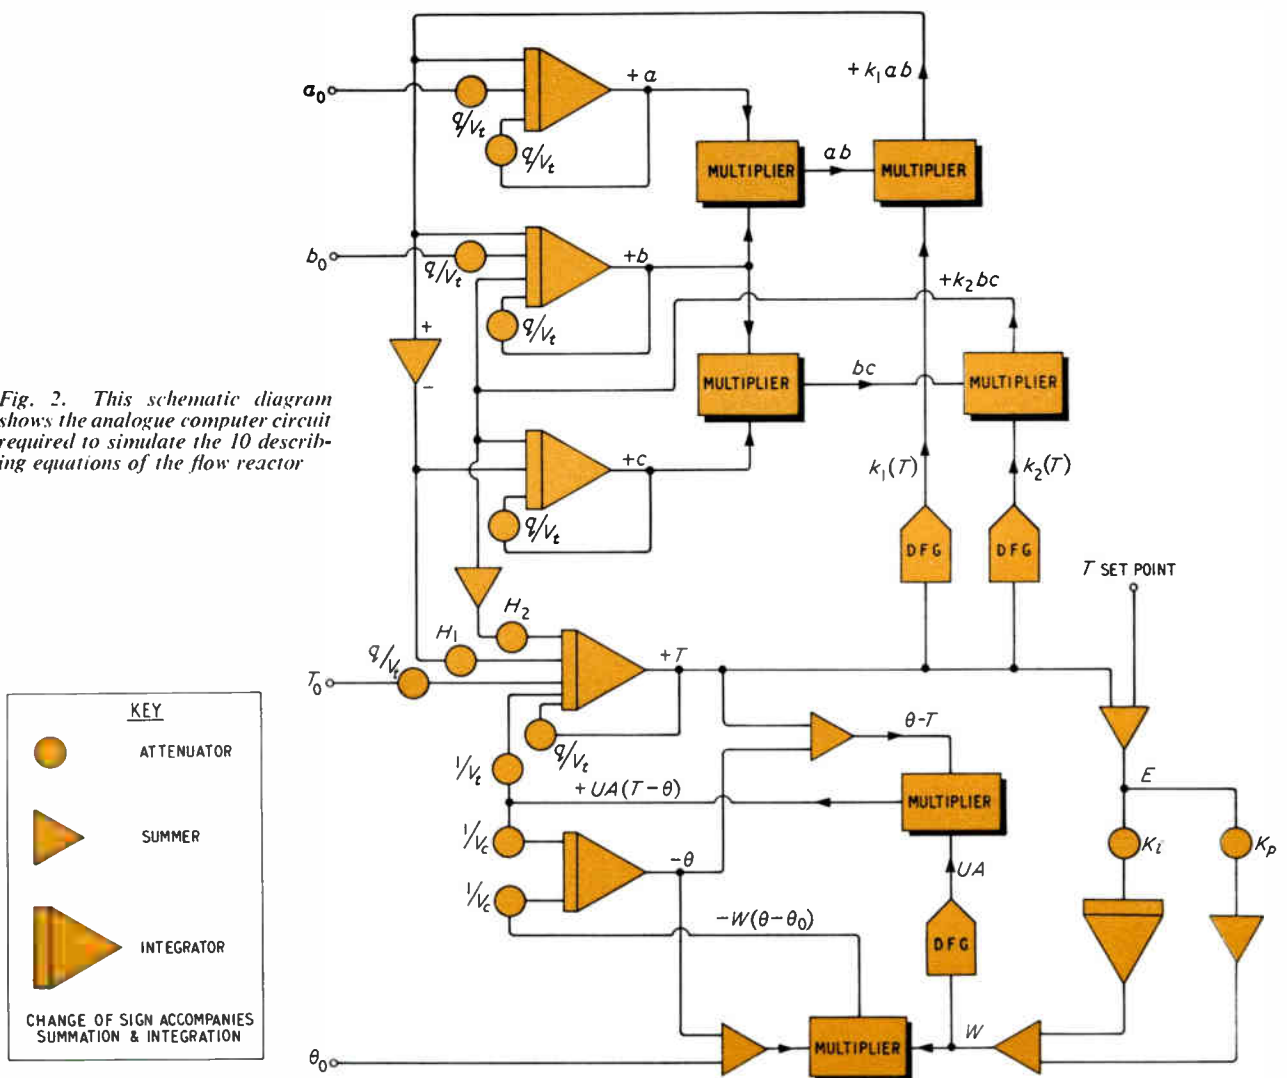 +k₁ab
a₀
q/Vₜ
q/Vₜ
+a
MULTIPLIER
ab
MULTIPLIER
b₀
q/Vₜ
q/Vₜ
+b
+k₂bc
+
−
Fig. 2. This schematic diagram
shows the analogue computer circuit
required to simulate the 10 describ-
ing equations of the flow reactor
MULTIPLIER
bc
MULTIPLIER
+c
q/Vₜ
k₁(T)
k₂(T)
DFG
DFG
T SET POINT
H₂
H₁
q/Vₜ
T₀
+T
q/Vₜ
θ-T
1/Vₜ
+UA(T-θ)
MULTIPLIER
E
1/V꜀
-θ
Kᵢ
Kₚ
1/V꜀
UA
-W(θ-θ₀)
DFG
W
MULTIPLIER
θ₀
KEY
ATTENUATOR
SUMMER
INTEGRATOR
CHANGE OF SIGN ACCOMPANIES
SUMMATION & INTEGRATION